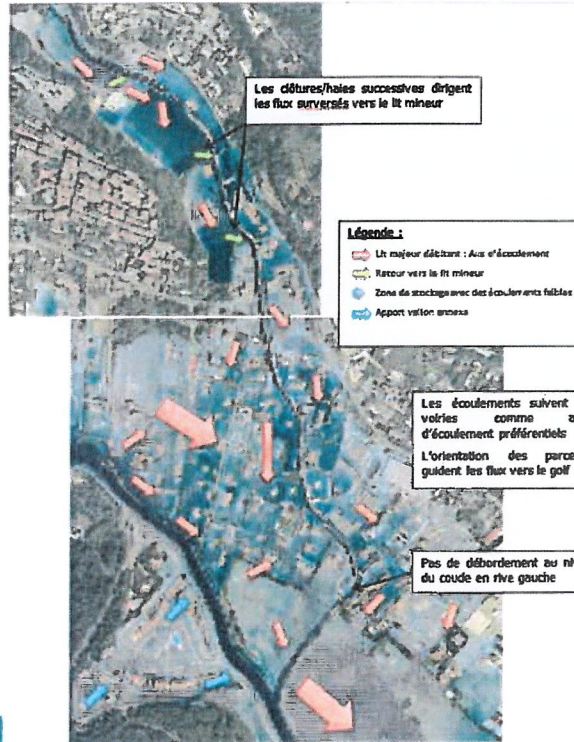 Les clôtures/haies successives dirigent
les flux surversés vers le lit mineur
Légende :
Lit majeur débitant : Axe d'écoulement
Retour vers le lit mineur
Zone de stockage avec des écoulements faibles
Apport vallon annexe
Les écoulements suivent
voiries comme a
d'écoulement préférentiels
L'orientation des parce
guident les flux vers le golf
Pas de débordement au ni
du coude en rive gauche